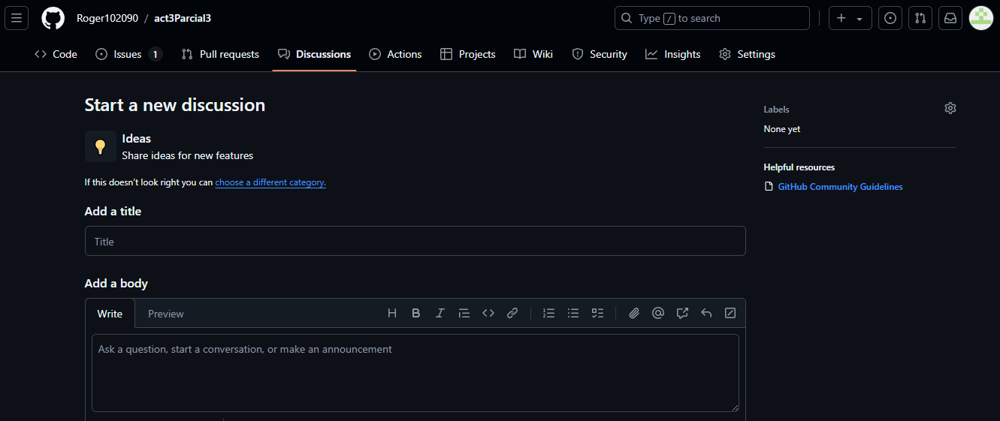 Roger102090 / act3Parcial3
Type / to search
Code Issues 1 Pull requests Discussions Actions Projects Wiki Security Insights Settings
Start a new discussion
Ideas
Share ideas for new features
If this doesn't look right you can choose a different category.
Add a title
Title
Add a body
Write Preview
Ask a question, start a conversation, or make an announcement
Labels
None yet
Helpful resources
GitHub Community Guidelines